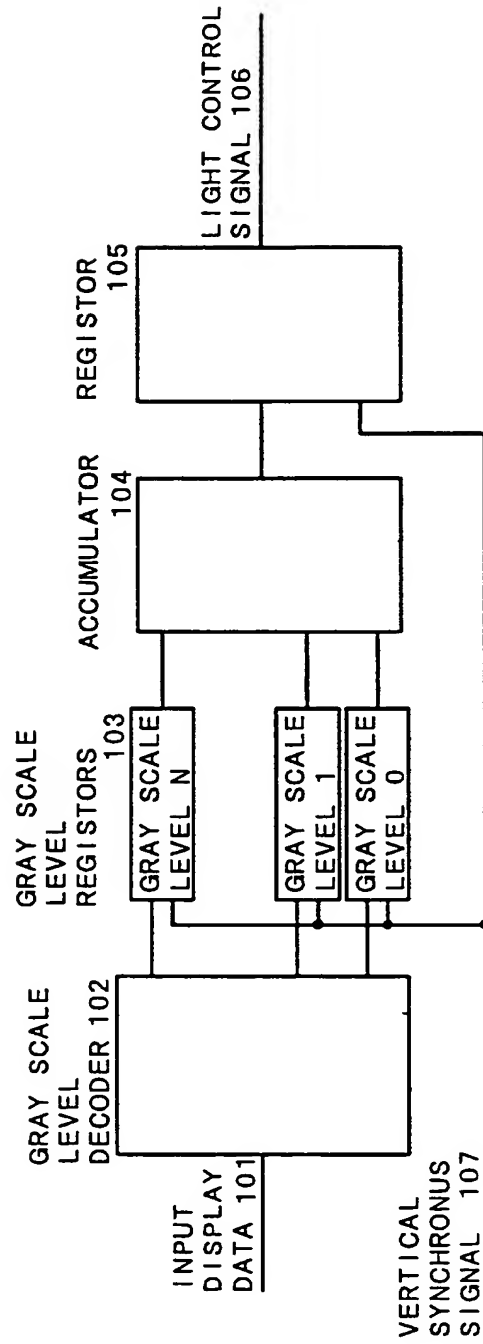 INPUT
DISPLAY
DATA 101
VERTICAL
SYNCHRONUS
SIGNAL 107
GRAY SCALE
LEVEL
DECODER 102
GRAY SCALE
LEVEL
REGISTORS
103
GRAY SCALE
LEVEL N
GRAY SCALE
LEVEL 1
GRAY SCALE
LEVEL 0
ACCUMULATOR
104
REGISTOR
105
LIGHT CONTROL
SIGNAL 106